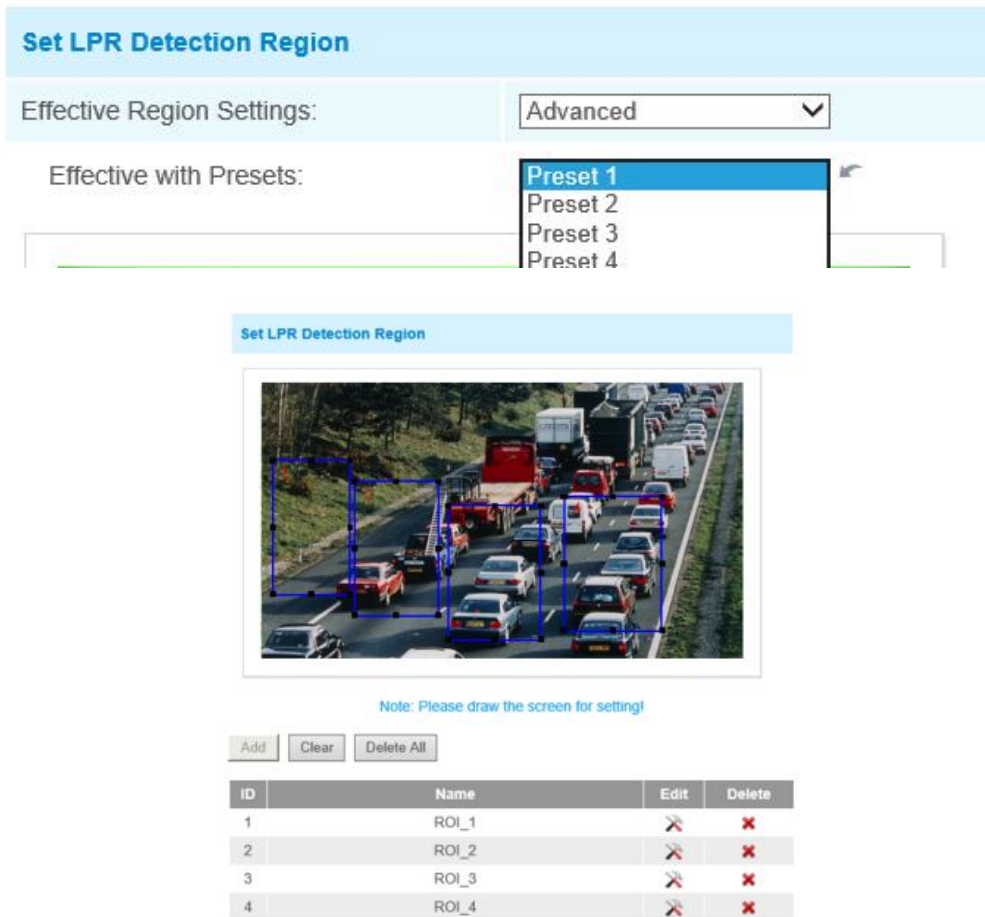 Set LPR Detection Region
Effective Region Settings: Advanced
Effective with Presets: Preset 1
Preset 2
Preset 3
Preset 4
Set LPR Detection Region
Note: Please draw the screen for setting!
Add Clear Delete All
ID Name Edit Delete
1 ROI_1
2 ROI_2
3 ROI_3
4 ROI_4